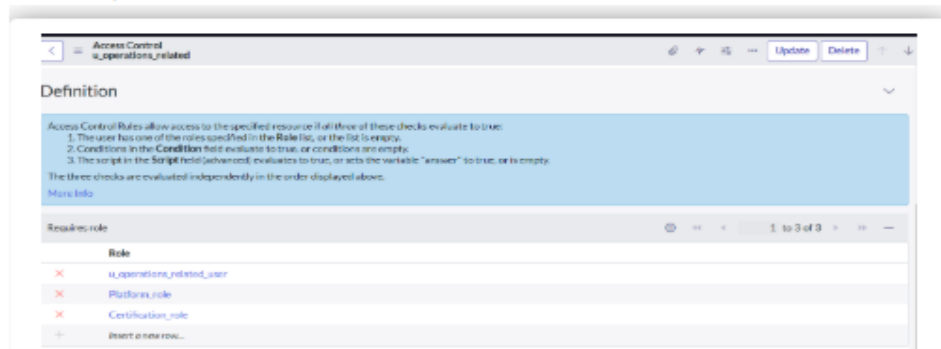 Access Control
u_operations_related
Update Delete
Definition
Access Control Rules allow access to the specified resource if all three of these checks evaluate to true:
1. The user has one of the roles specified in the Role list, or the list is empty.
2. Conditions in the Condition field evaluate to true, or conditions are empty.
3. The script in the Script field (advanced) evaluates to true, or sets the variable "answer" to true, or is empty.
The three checks are evaluated independently in the order displayed above.
More Info
Requires role
1 to 3 of 3
Role
u_operations_related_user
Platform_role
Certification_role
Insert a new row...